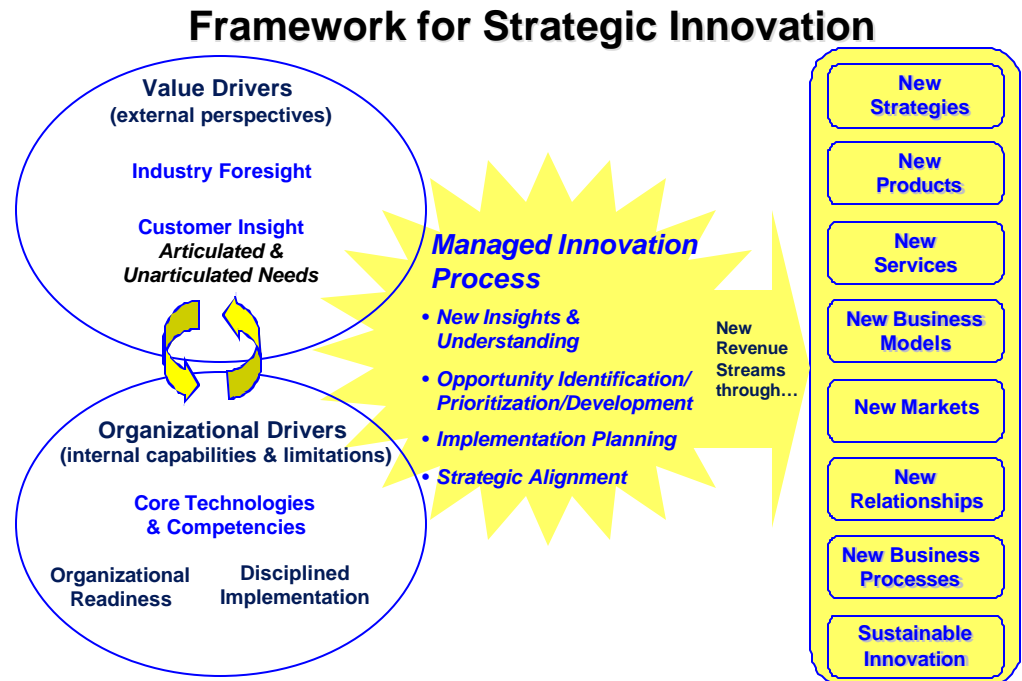 Framework for Strategic Innovation
Value Drivers
(external perspectives)
Industry Foresight
Customer Insight
Articulated &
Unarticulated Needs
Organizational Drivers
(internal capabilities & limitations)
Core Technologies
& Competencies
Organizational
Readiness
Disciplined
Implementation
Managed Innovation
Process
• New Insights &
Understanding
• Opportunity Identification/
Prioritization/Development
• Implementation Planning
• Strategic Alignment
New
Revenue
Streams
through…
New
Strategies
New
Products
New
Services
New Business
Models
New Markets
New
Relationships
New Business
Processes
Sustainable
Innovation